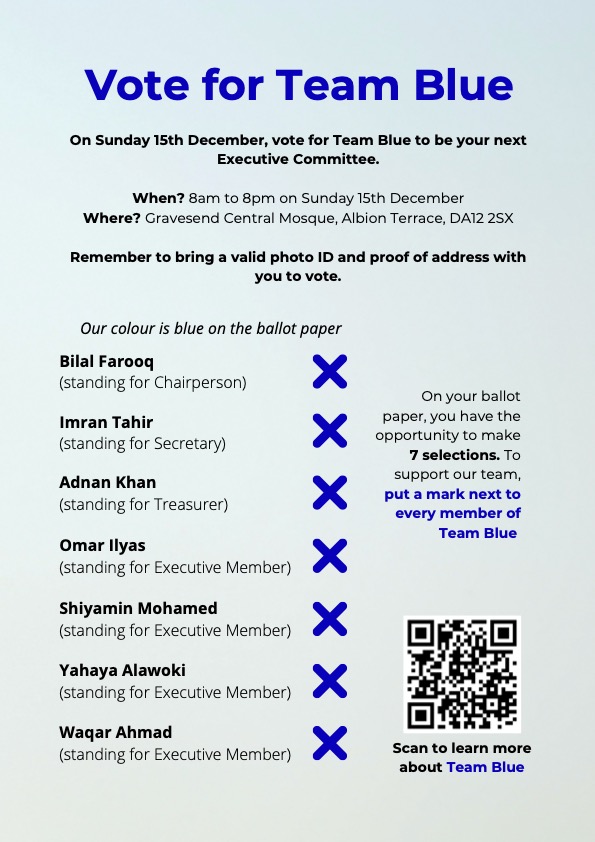 Vote for Team Blue
On Sunday 15th December, vote for Team Blue to be your next
Executive Committee.
When? 8am to 8pm on Sunday 15th December
Where? Gravesend Central Mosque, Albion Terrace, DA12 2SX
Remember to bring a valid photo ID and proof of address with
you to vote.
Our colour is blue on the ballot paper
Bilal Farooq
(standing for Chairperson)
Imran Tahir
(standing for Secretary)
Adnan Khan
(standing for Treasurer)
Omar Ilyas
(standing for Executive Member)
Shiyamin Mohamed
(standing for Executive Member)
Yahaya Alawoki
(standing for Executive Member)
Waqar Ahmad
(standing for Executive Member)
On your ballot
paper, you have the
opportunity to make
7 selections. To
support our team,
put a mark next to
every member of
Team Blue
Scan to learn more
about Team Blue